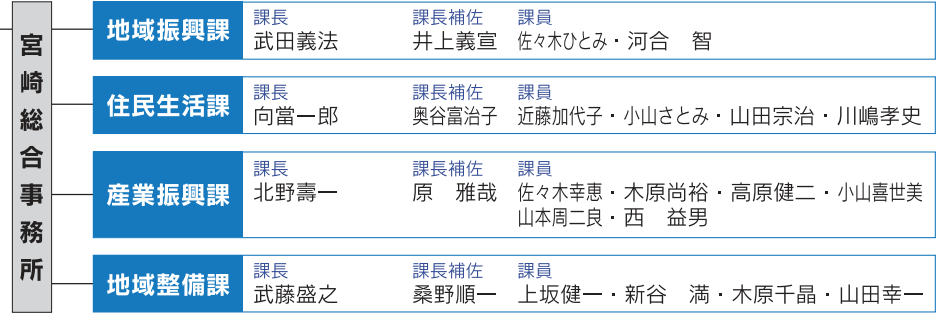 宮崎総合事務所
地域振興課
課長 課長補佐 課員
武田義法 井上義宣 佐々木ひとみ・河合　智
住民生活課
課長 課長補佐 課員
向當一郎 奥谷富治子 近藤加代子・小山さとみ・山田宗治・川嶋孝史
産業振興課
課長 課長補佐 課員
北野壽一 原　雅哉 佐々木幸恵・木原尚裕・高原健二・小山喜世美
山本周二良・西　益男
地域整備課
課長 課長補佐 課員
武藤盛之 桑野順一 上坂健一・新谷　満・木原千晶・山田幸一